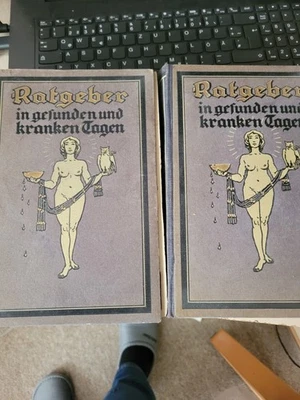 Ratgeber
in gesunden und
kranken Tagen
Ratgeber
in gesunden und
kranken Tagen